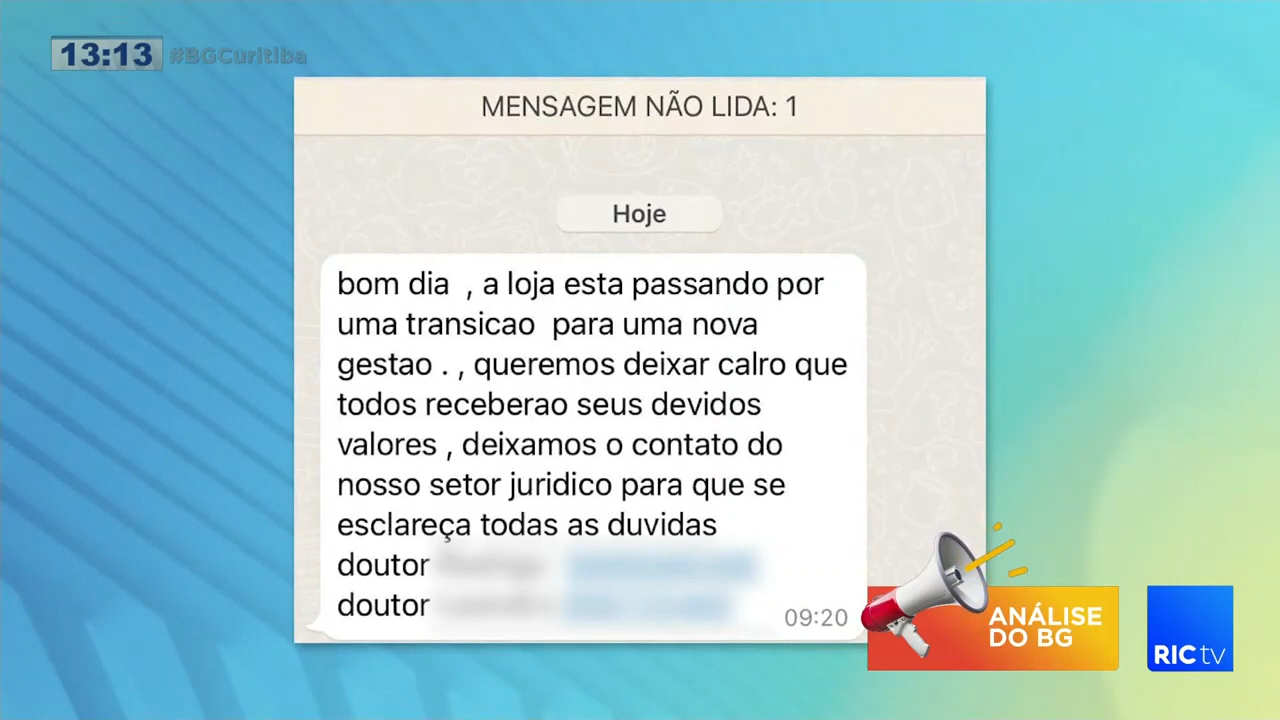 13:13 #BGCuritiba
MENSAGEM NÃO LIDA: 1
Hoje
bom dia , a loja esta passando por
uma transicao para uma nova
gestao . , queremos deixar calro que
todos receberao seus devidos
valores , deixamos o contato do
nosso setor juridico para que se
esclareça todas as duvidas
doutor
doutor
09:20
ANÁLISE
DO BG
RIC tv